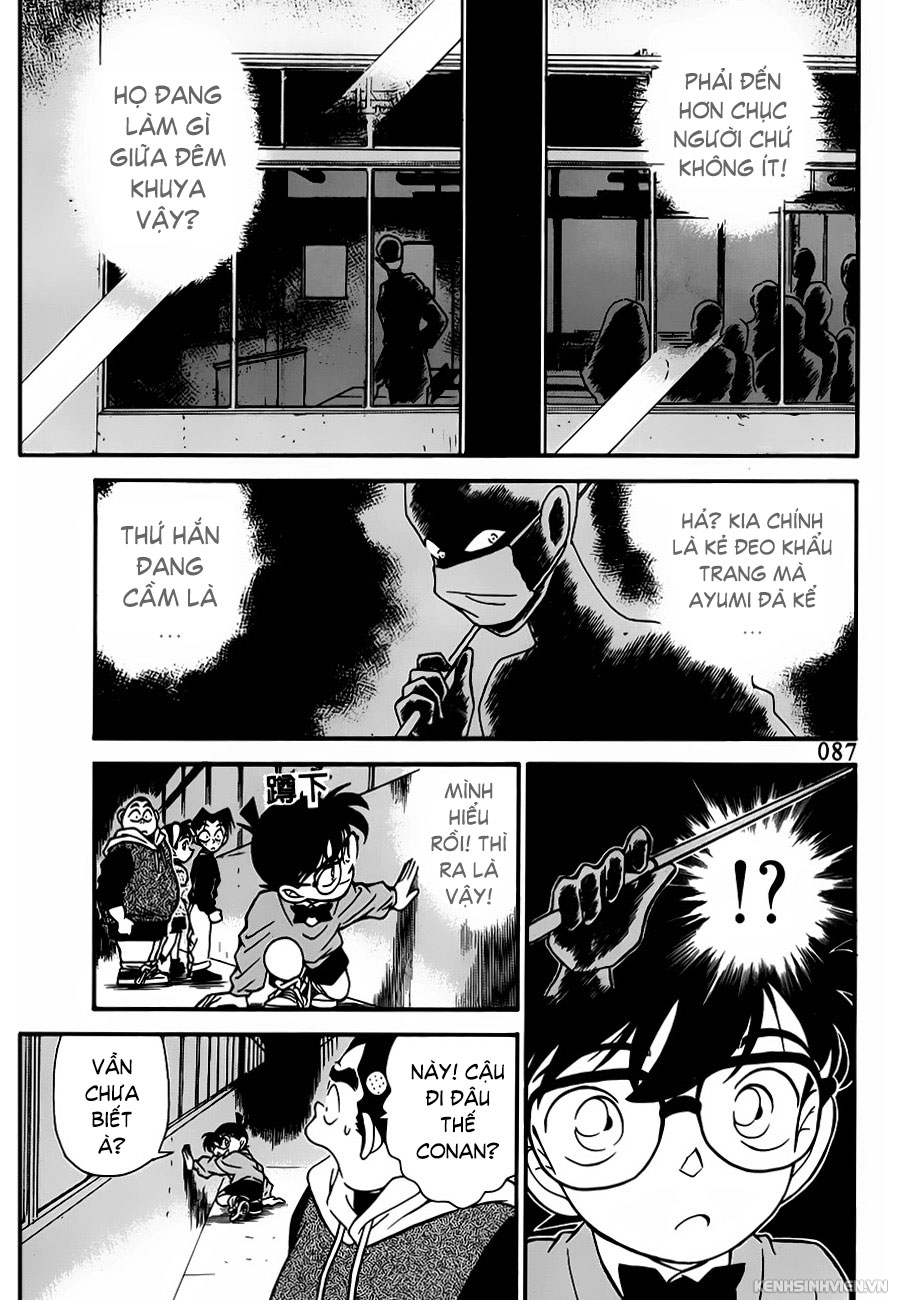 PHẢI ĐẾN
HƠN CHỤC
NGƯỜI CHỨ
KHÔNG ÍT!
HỌ ĐANG
LÀM GÌ
GIỮA ĐÊM
KHUYA
VẬY?
HẢ? KIA CHÍNH
LÀ KẺ ĐEO KHẨU
TRANG MÀ
AYUMI ĐÃ KỂ
...
THỨ HẮN
ĐANG
CẦM LÀ
...
087
!?
MÌNH
HIỂU
RỒI! THÌ
RA LÀ
VẬY!
蹲下
NÀY! CẬU
ĐI ĐÂU
THẾ
CONAN?
VẪN
CHƯA
BIẾT
À?
KENHSINHVIEN.VN